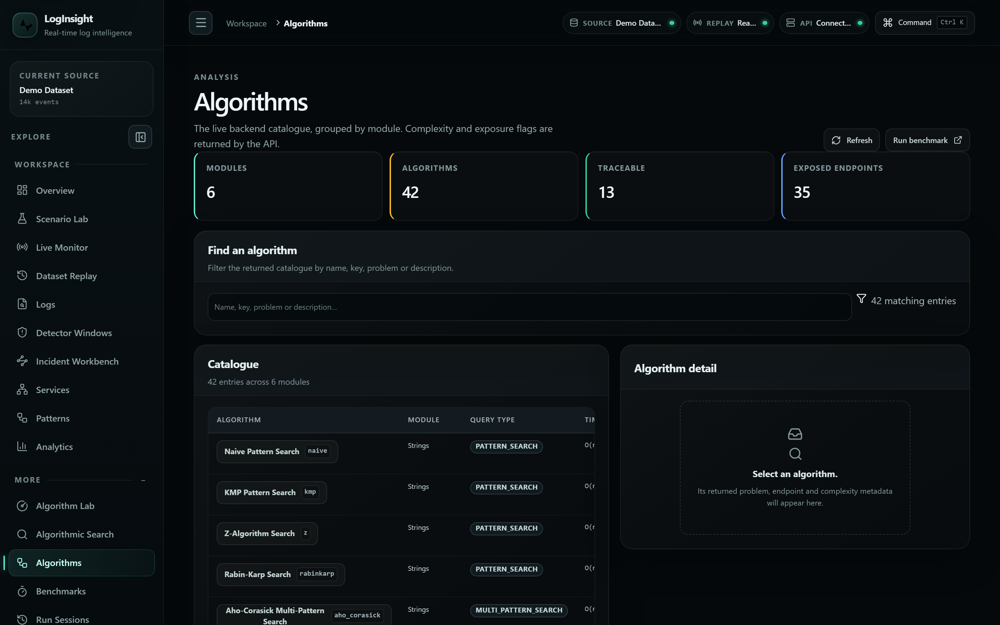 LogInsight
Real-time log intelligence
CURRENT SOURCE
Demo Dataset
14k events
EXPLORE
WORKSPACE
Overview
Scenario Lab
Live Monitor
Dataset Replay
Logs
Detector Windows
Incident Workbench
Services
Patterns
Analytics
MORE –
Algorithm Lab
Algorithmic Search
Algorithms
Benchmarks
Run Sessions
Workspace > Algorithms
SOURCE Demo Data...
REPLAY Rea...
API Connect...
Command Ctrl K
ANALYSIS
Algorithms
The live backend catalogue, grouped by module. Complexity and exposure flags are
returned by the API.
Refresh
Run benchmark
MODULES
6
ALGORITHMS
42
TRACEABLE
13
EXPOSED ENDPOINTS
35
Find an algorithm
Filter the returned catalogue by name, key, problem or description.
Name, key, problem or description...
42 matching entries
Catalogue
42 entries across 6 modules
ALGORITHM MODULE QUERY TYPE
Naive Pattern Search naive Strings PATTERN_SEARCH
KMP Pattern Search kmp Strings PATTERN_SEARCH
Z-Algorithm Search z Strings PATTERN_SEARCH
Rabin-Karp Search rabinkarp Strings PATTERN_SEARCH
Aho-Corasick Multi-Pattern
Search aho_corasick Strings MULTI_PATTERN_SEARCH
Algorithm detail
Select an algorithm.
Its returned problem, endpoint and complexity metadata
will appear here.